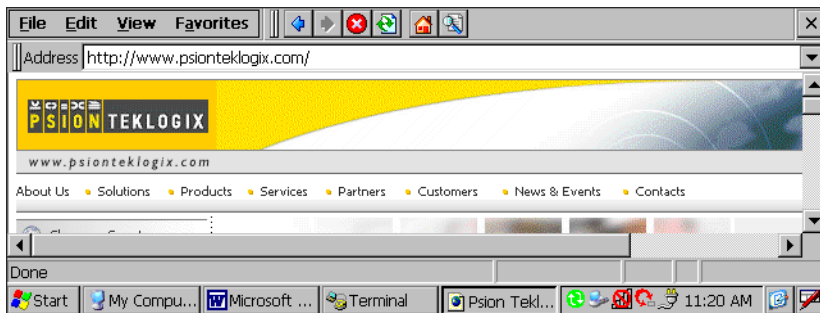 File Edit View Favorites
Address http://www.psionteklogix.com/
PSION TEKLOGIX
www.psionteklogix.com
About Us Solutions Products Services Partners Customers News & Events Contacts
Done
Start My Compu... Microsoft ... Terminal Psion Tekl... 11:20 AM